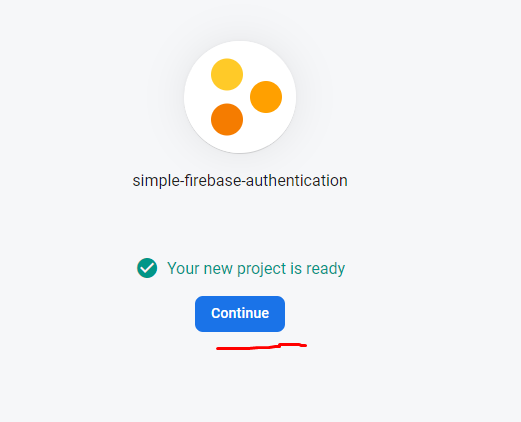 simple-firebase-authentication
Your new project is ready
Continue